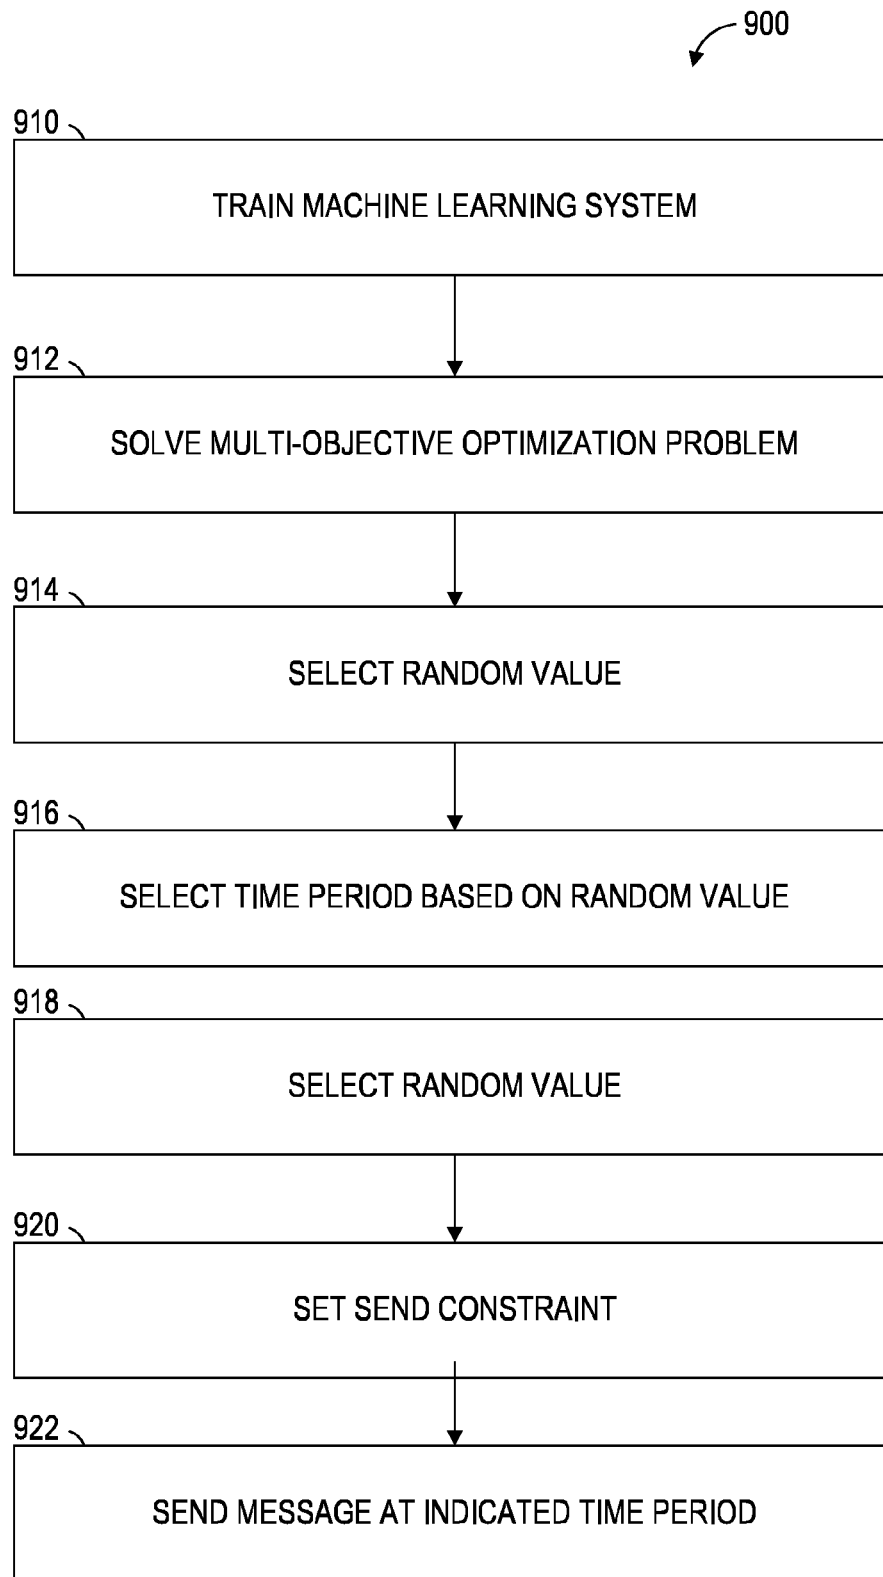 900
910
TRAIN MACHINE LEARNING SYSTEM
912
SOLVE MULTI-OBJECTIVE OPTIMIZATION PROBLEM
914
SELECT RANDOM VALUE
916
SELECT TIME PERIOD BASED ON RANDOM VALUE
918
SELECT RANDOM VALUE
920
SET SEND CONSTRAINT
922
SEND MESSAGE AT INDICATED TIME PERIOD